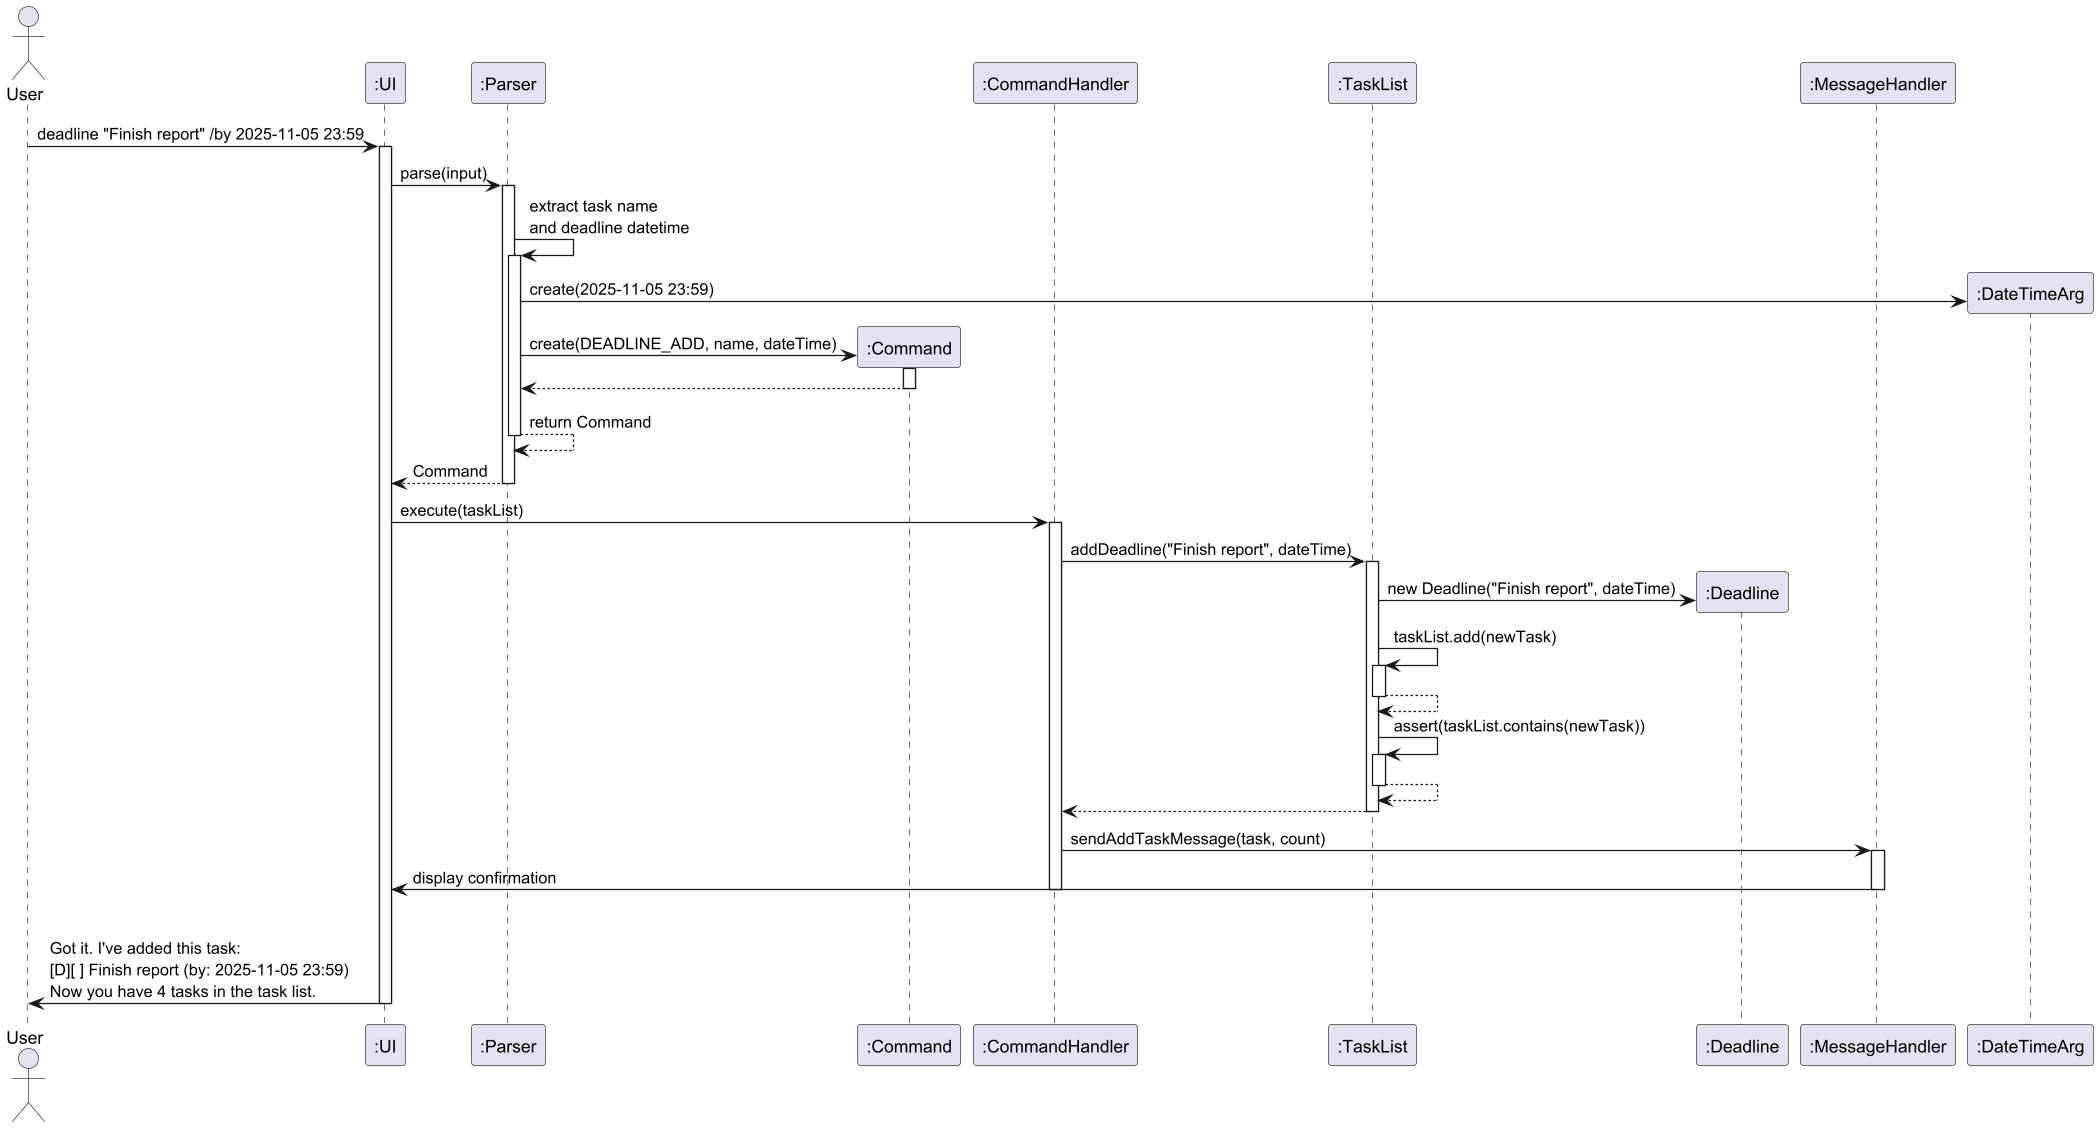 User
:UI
:Parser
:CommandHandler
:TaskList
:MessageHandler
deadline "Finish report" /by 2025-11-05 23:59
parse(input)
extract task name
and deadline datetime
create(2025-11-05 23:59)
:DateTimeArg
create(DEADLINE_ADD, name, dateTime)
:Command
return Command
Command
execute(taskList)
addDeadline("Finish report", dateTime)
new Deadline("Finish report", dateTime)
:Deadline
taskList.add(newTask)
assert(taskList.contains(newTask))
sendAddTaskMessage(task, count)
display confirmation
Got it. I've added this task:
[D][ ] Finish report (by: 2025-11-05 23:59)
Now you have 4 tasks in the task list.
User
:UI
:Parser
:Command
:CommandHandler
:TaskList
:Deadline
:MessageHandler
:DateTimeArg